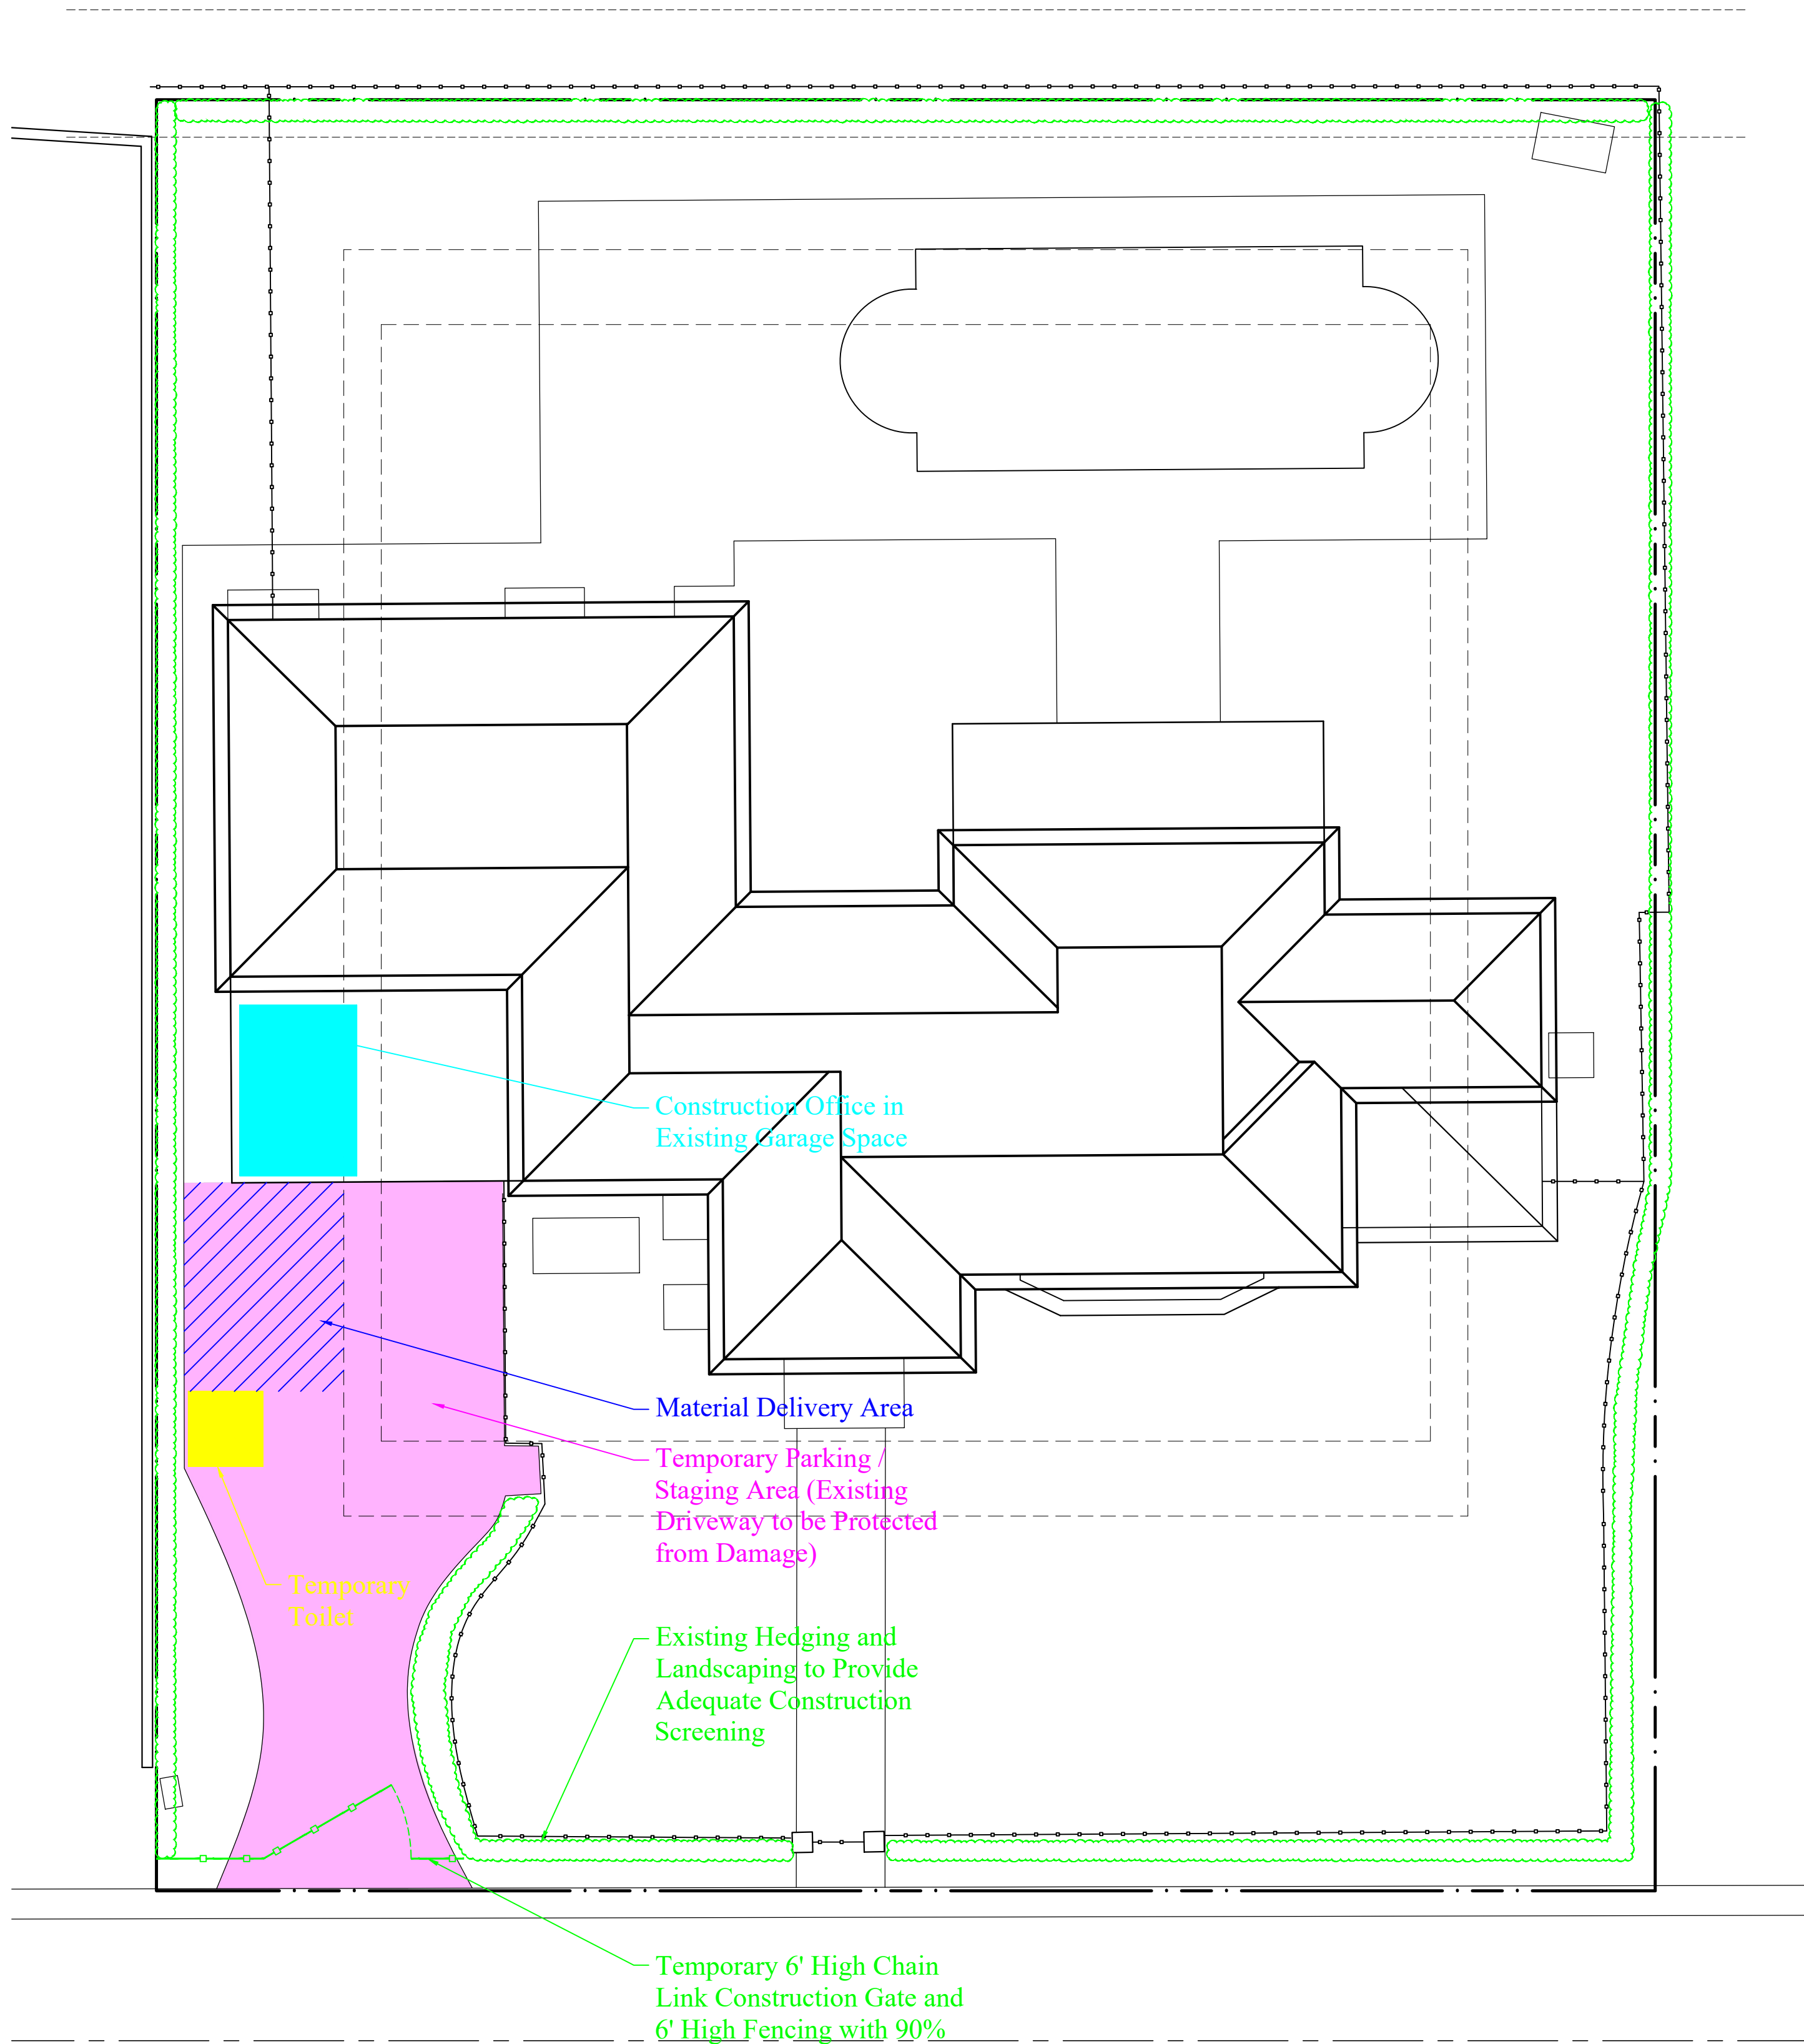 Construction Office in
Existing Garage Space
Material Delivery Area
Temporary Parking /
Staging Area (Existing
Driveway to be Protected
from Damage)
Temporary
Toilet
Existing Hedging and
Landscaping to Provide
Adequate Construction
Screening
Temporary 6' High Chain
Link Construction Gate and
6' High Fencing with 90%